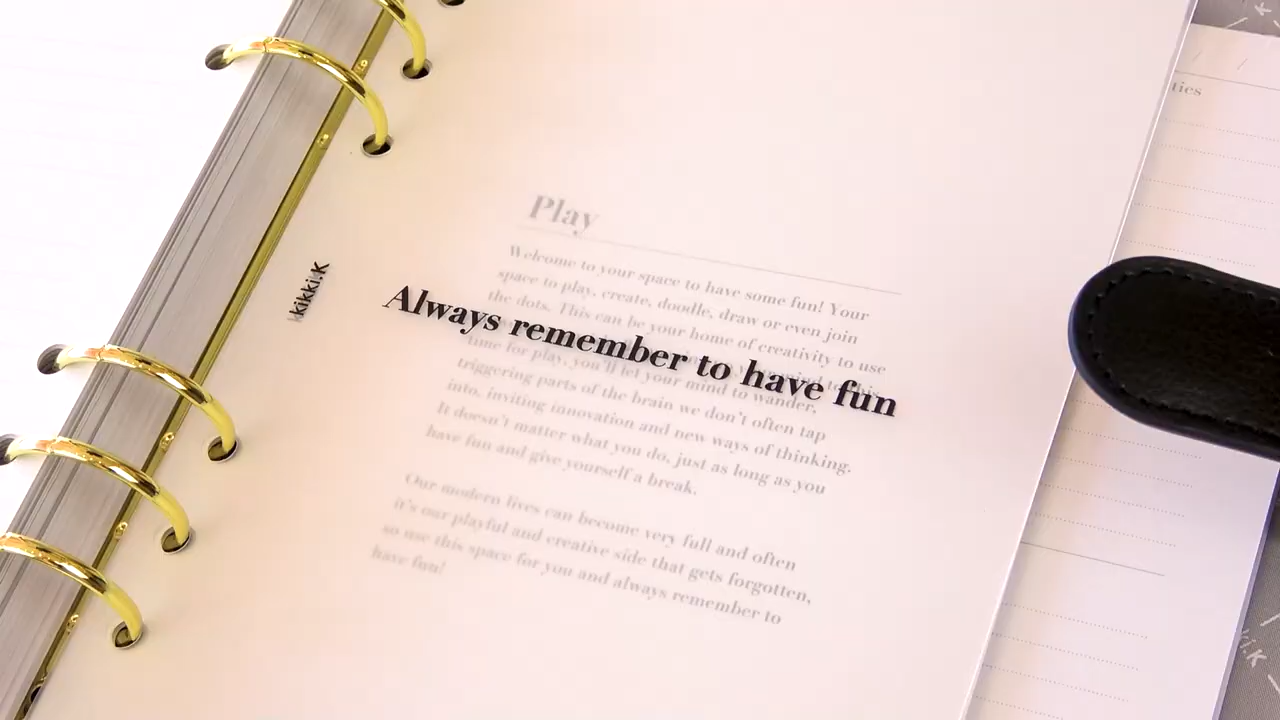 Play
Welcome to your space to have some fun! Your
space to play, create, doodle, draw or even join
the dots. This can be your home of creativity to use
Always remember to have fun
time for play, you'll let your mind to wander,
triggering parts of the brain we don't often tap
into, inviting innovation and new ways of thinking.
It doesn't matter what you do, just as long as you
have fun and give yourself a break.
Our modern lives can become very full and often
it's our playful and creative side that gets forgotten,
so use this space for you and always remember to
have fun!
kikki.K
ties